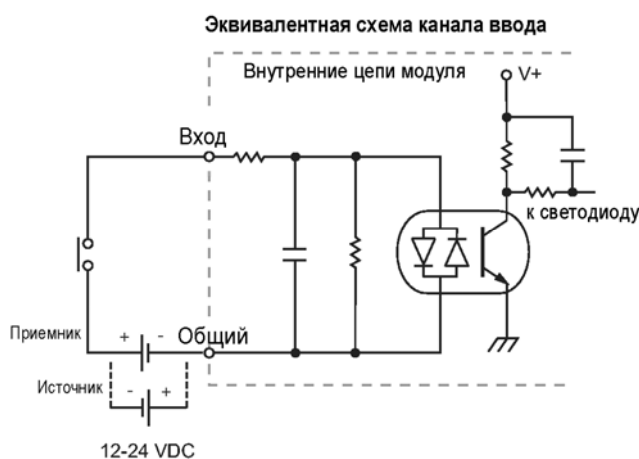 Эквивалентная схема канала ввода
Внутренние цепи модуля
V+
Вход
к светодиоду
Приемник
+ -
Общий
Источник
- +
12-24 VDC